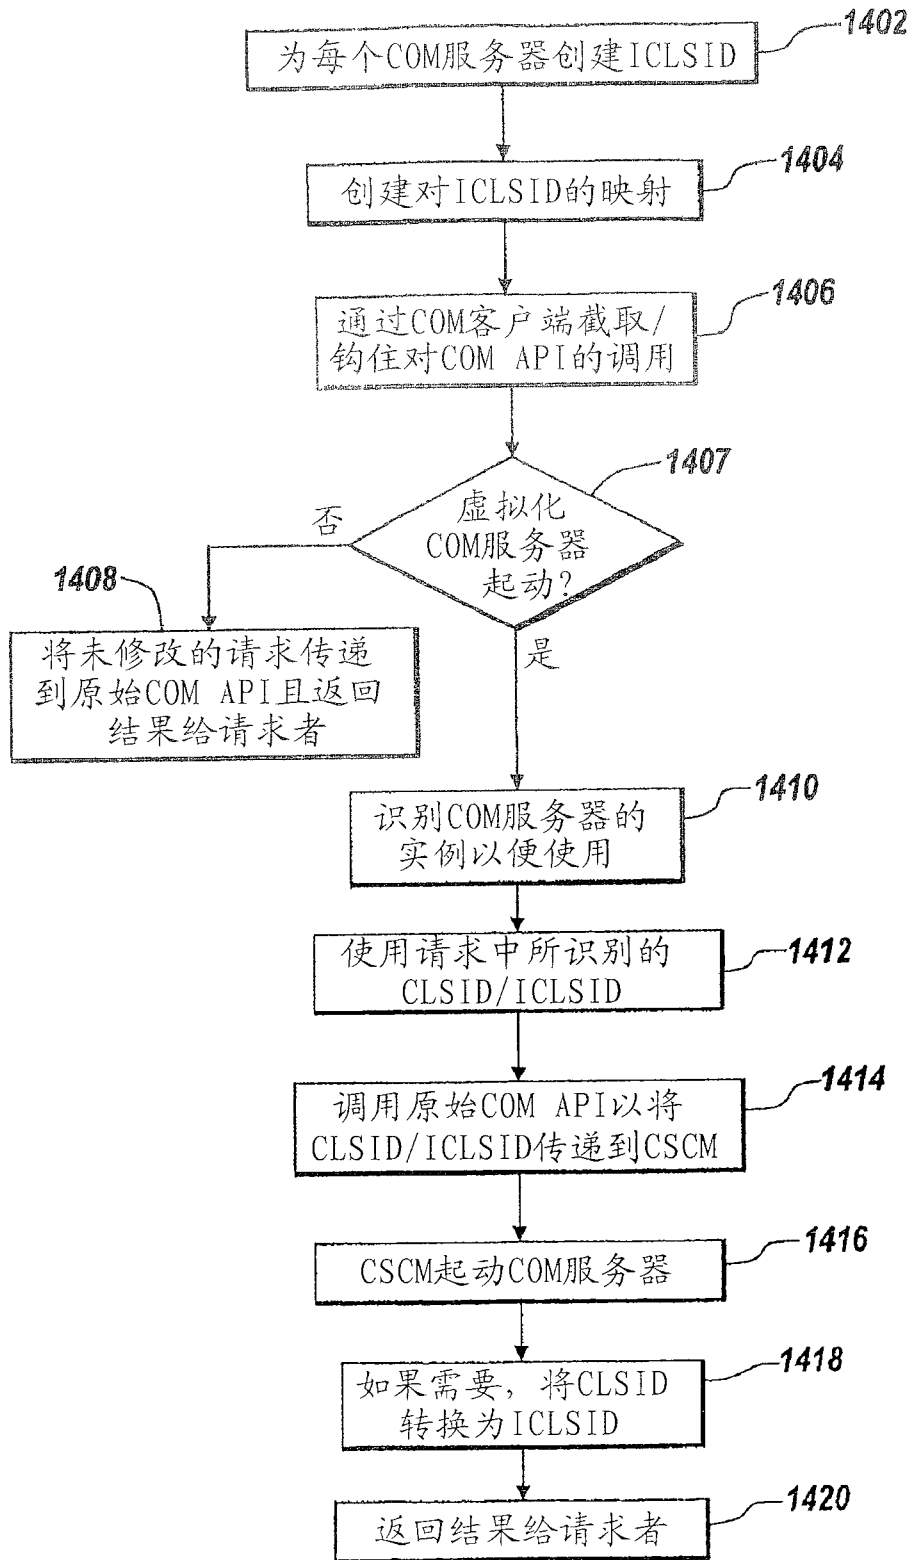 1402
为每个COM服务器创建ICLSID
1404
创建对ICLSID的映射
1406
通过COM客户端截取/
钩住对COM API的调用
1407
虚拟化
COM服务器
起动?
否
是
1408
将未修改的请求传递
到原始COM API且返回
结果给请求者
1410
识别COM服务器的
实例以便使用
1412
使用请求中所识别的
CLSID/ICLSID
1414
调用原始COM API以将
CLSID/ICLSID传递到CSCM
1416
CSCM起动COM服务器
1418
如果需要, 将CLSID
转换为ICLSID
1420
返回结果给请求者